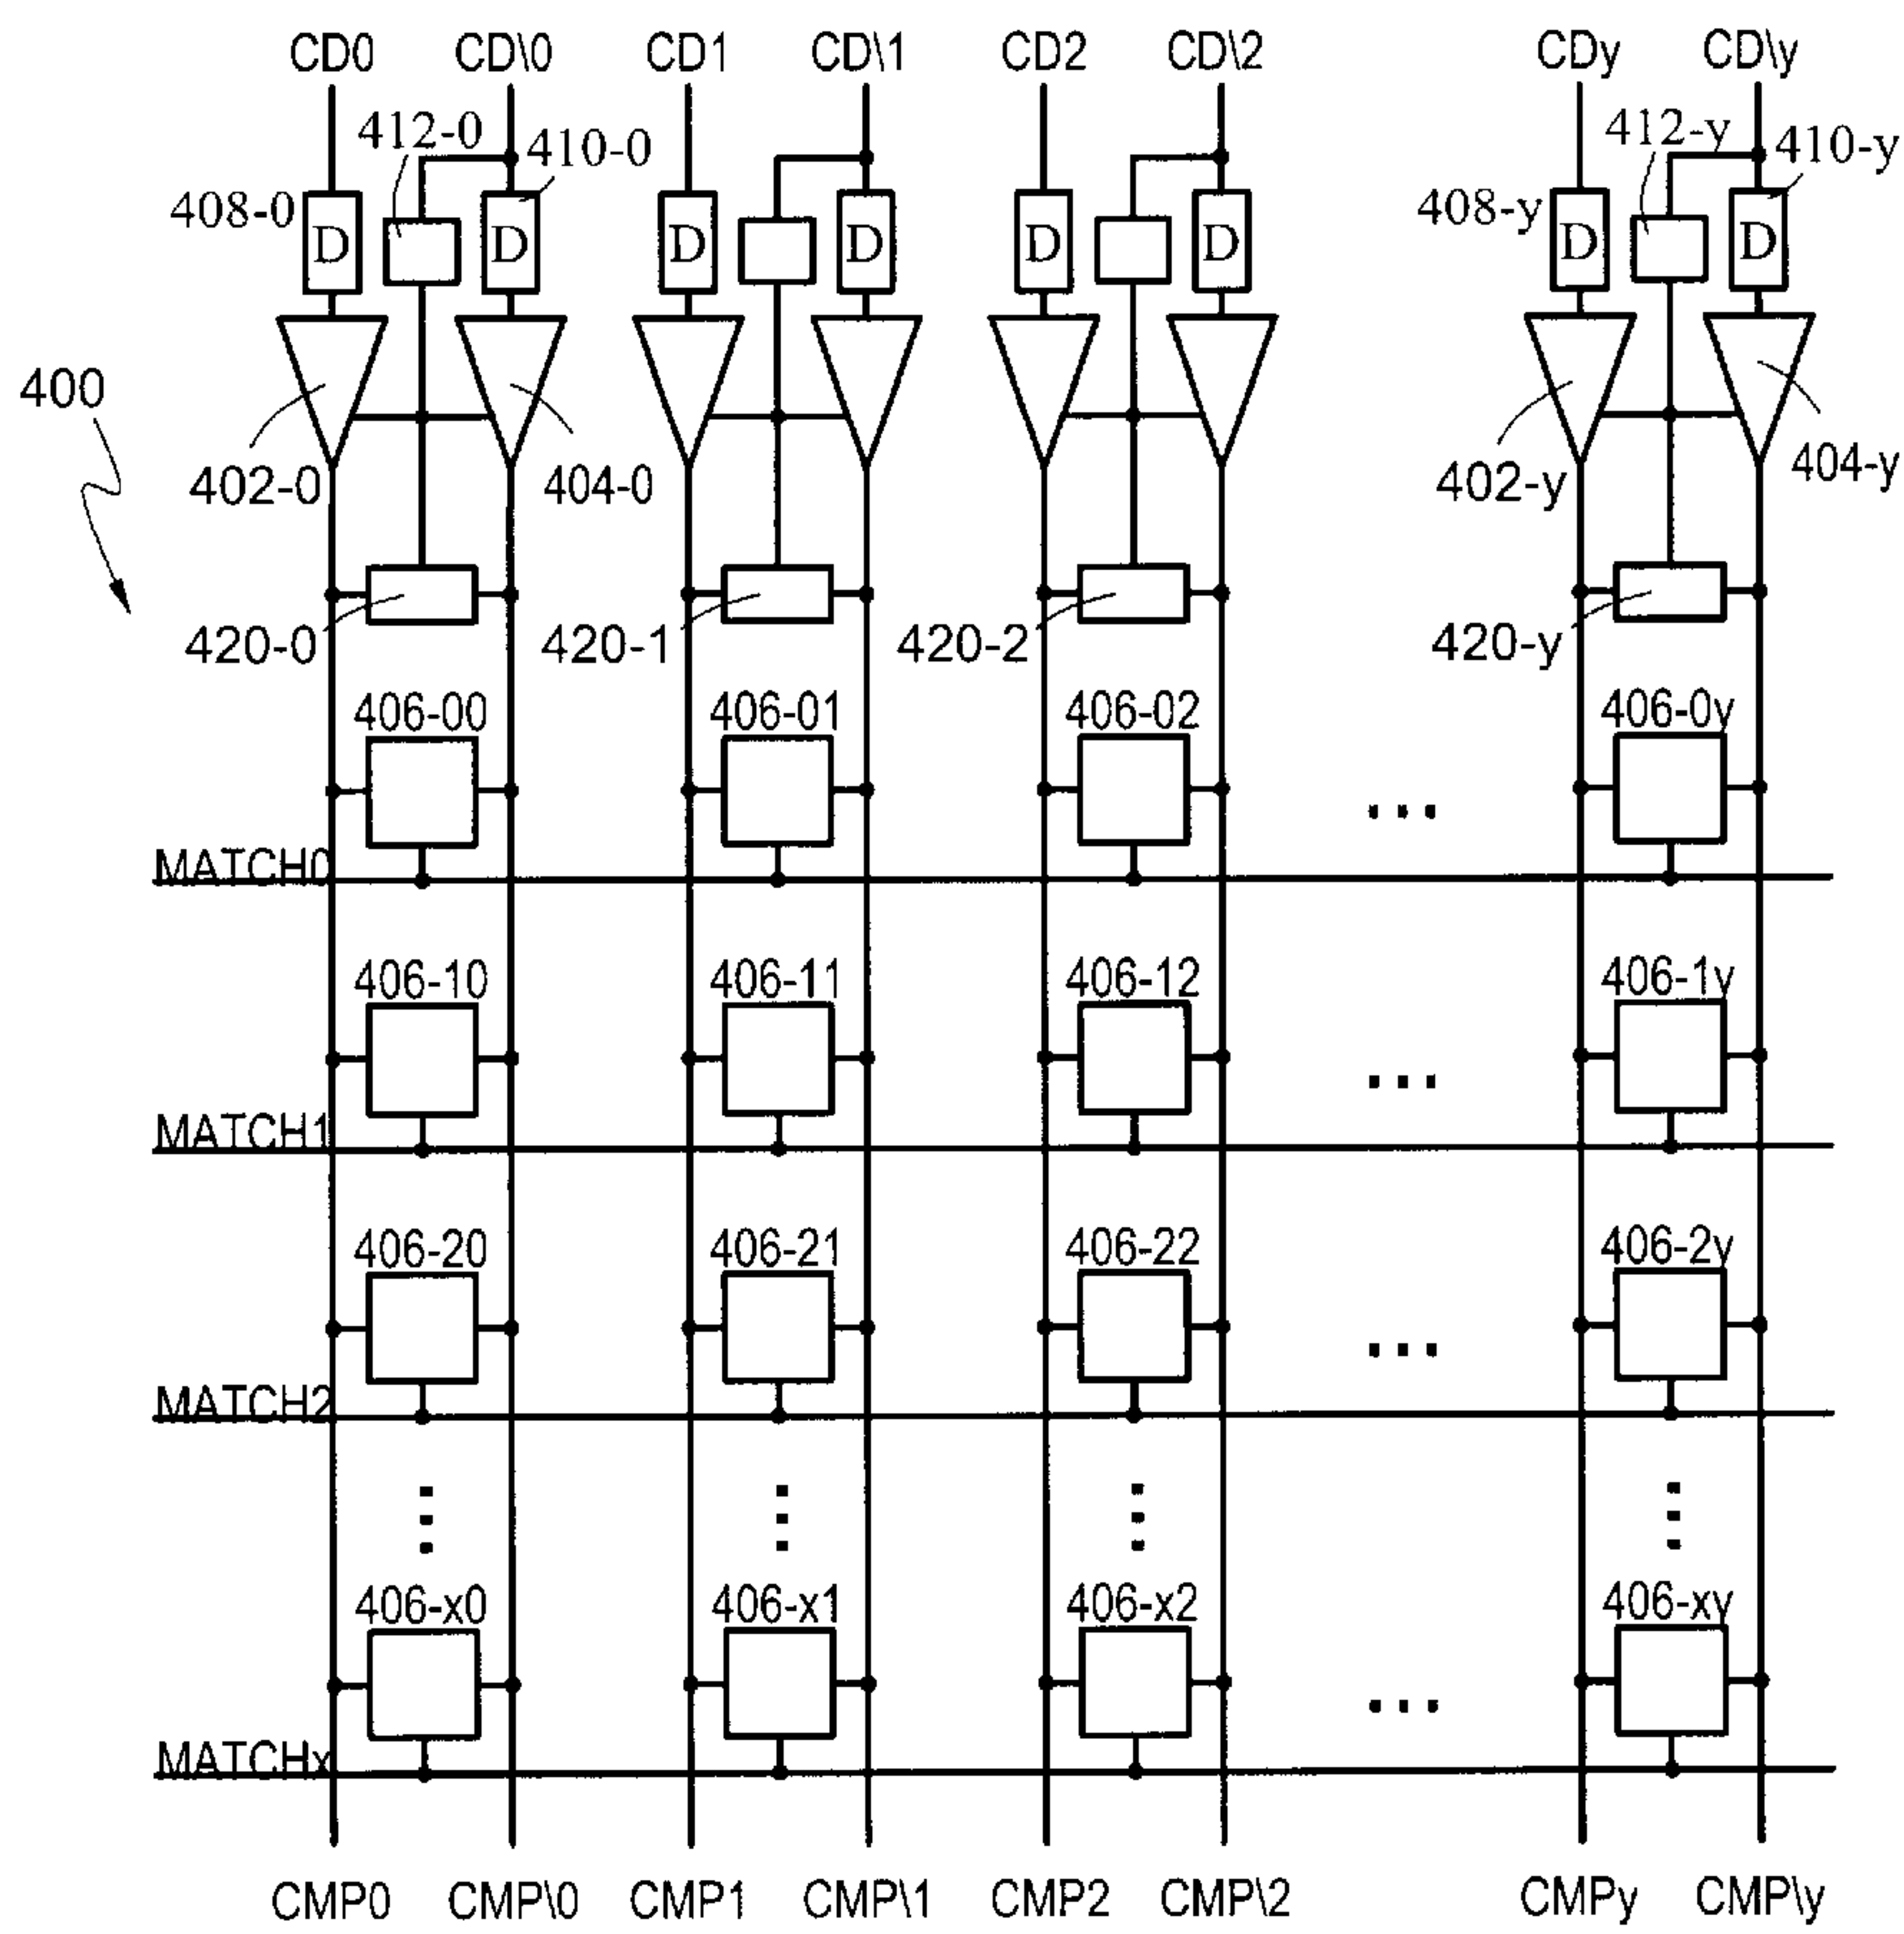 CD0 CD\0 CD1 CD\1 CD2 CD\2 CDy CD\y
412-0 410-0 412-y 410-y
408-0 408-y
D D D D D D D D
400
402-0 404-0 402-y 404-y
420-0 420-1 420-2 420-y
406-00 406-01 406-02 406-0y
...
MATCH0
406-10 406-11 406-12 406-1y
...
MATCH1
406-20 406-21 406-22 406-2y
...
MATCH2
406-x0 406-x1 406-x2 406-xy
...
MATCHx
CMP0 CMP\0 CMP1 CMP\1 CMP2 CMP\2 CMPy CMP\y